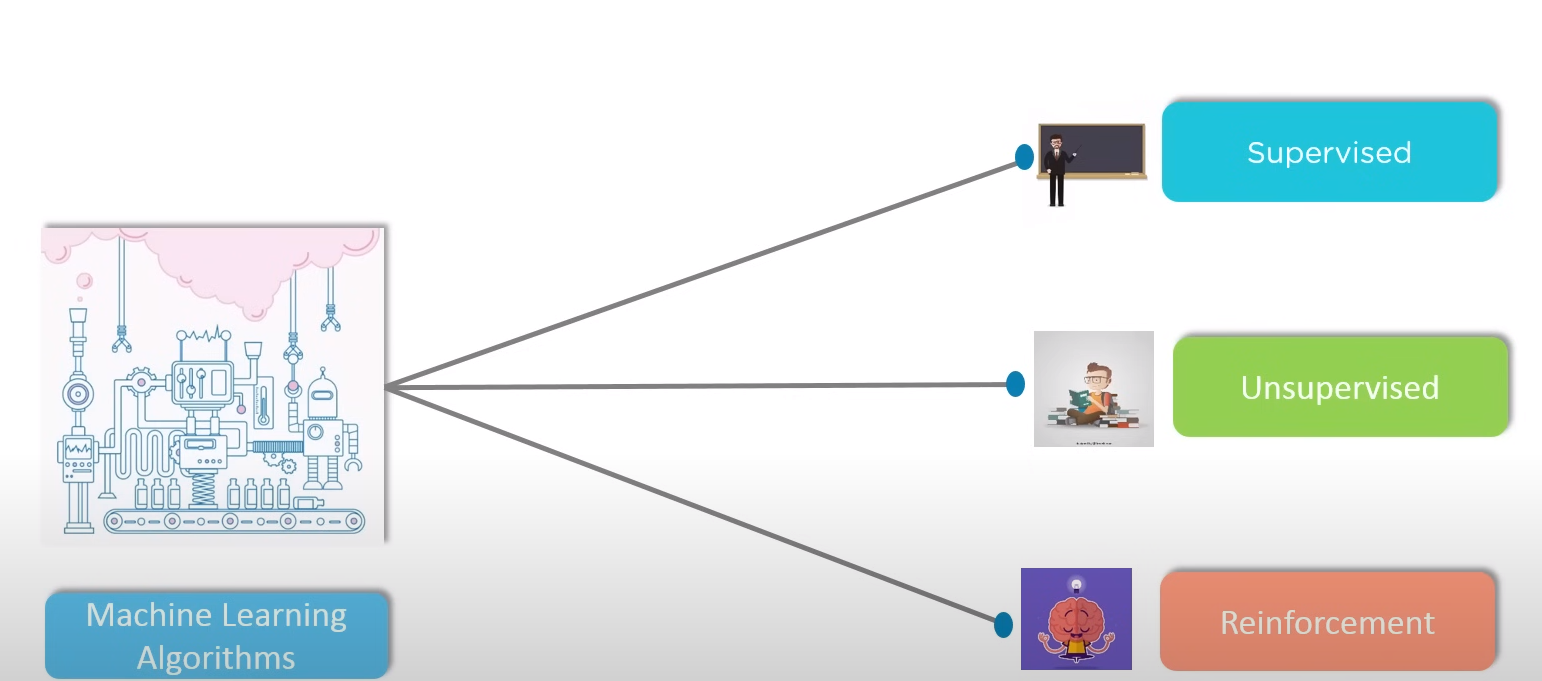 Supervised
Unsupervised
Machine Learning
Algorithms
Reinforcement